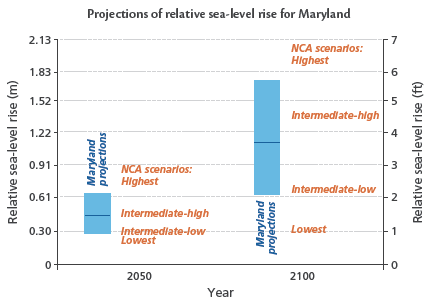 Projections of relative sea-level rise for Maryland
Relative sea-level rise (m)
2.13
1.83
1.52
1.22
0.91
0.61
0.30
0
Maryland
projections
NCA scenarios:
Highest
Intermediate-high
Intermediate-low
Lowest
NCA scenarios:
Highest
Intermediate-high
Intermediate-low
Lowest
Maryland
projections
7
6
5
4
3
2
1
0
Relative sea-level rise (ft)
2050
2100
Year